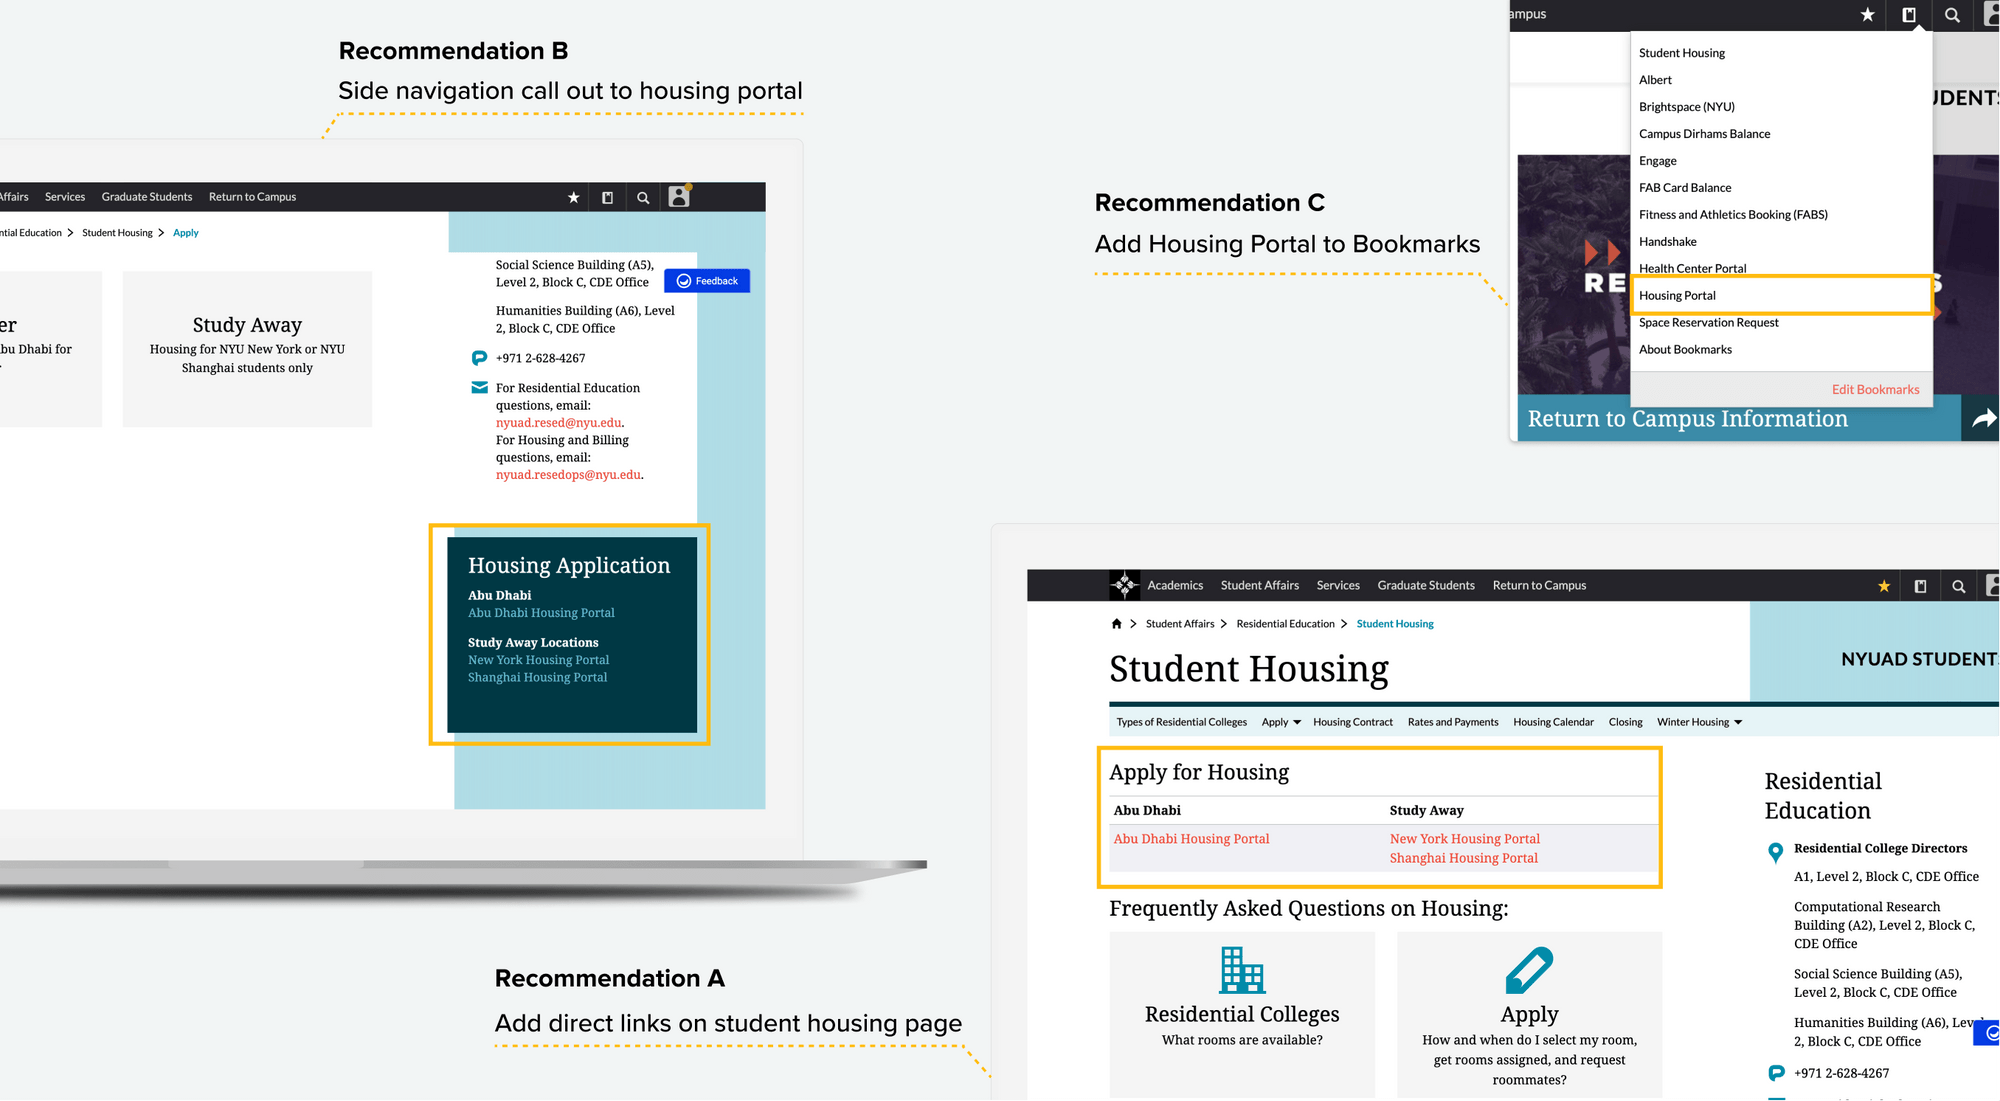 Recommendation B
Side navigation call out to housing portal
Affairs Services Graduate Students Return to Campus
ntial Education > Student Housing > Apply
er
bu Dhabi for
Study Away
Housing for NYU New York or NYU
Shanghai students only
Social Science Building (A5),
Level 2, Block C, CDE Office
Feedback
Humanities Building (A6), Level
2, Block C, CDE Office
+971 2-628-4267
For Residential Education
questions, email:
nyuad.resed@nyu.edu.
For Housing and Billing
questions, email:
nyuad.resedops@nyu.edu.
Housing Application
Abu Dhabi
Abu Dhabi Housing Portal
Study Away Locations
New York Housing Portal
Shanghai Housing Portal
Recommendation C
Add Housing Portal to Bookmarks
ampus
Student Housing
Albert
Brightspace (NYU)
Campus Dirhams Balance
Engage
FAB Card Balance
Fitness and Athletics Booking (FABS)
Handshake
Health Center Portal
Housing Portal
Space Reservation Request
About Bookmarks
Edit Bookmarks
UDENTS
RE
S
Return to Campus Information
Recommendation A
Add direct links on student housing page
Academics Student Affairs Services Graduate Students Return to Campus
> Student Affairs > Residential Education > Student Housing
Student Housing
NYUAD STUDENTS
Types of Residential Colleges Apply Housing Contract Rates and Payments Housing Calendar Closing Winter Housing
Apply for Housing
Abu Dhabi Study Away
Abu Dhabi Housing Portal New York Housing Portal
Shanghai Housing Portal
Frequently Asked Questions on Housing:
Residential Colleges
What rooms are available?
Apply
How and when do I select my room,
get rooms assigned, and request
roommates?
Residential
Education
Residential College Directors
A1, Level 2, Block C, CDE Office
Computational Research
Building (A2), Level 2, Block C,
CDE Office
Social Science Building (A5),
Level 2, Block C, CDE Office
Humanities Building (A6), Lev
2, Block C, CDE Office
+971 2-628-4267